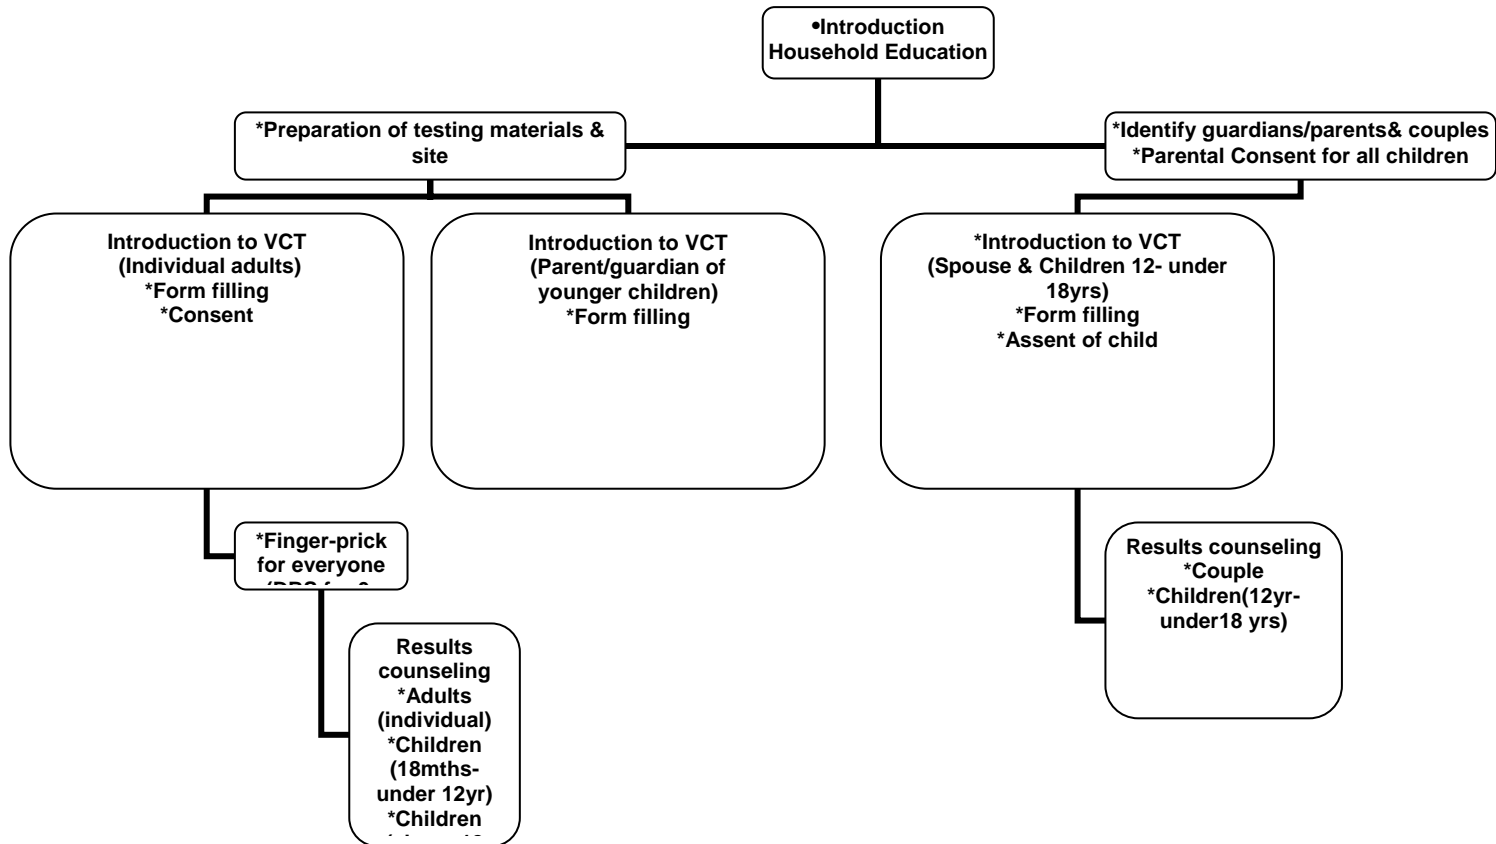 •Introduction
Household Education
*Preparation of testing materials &
site
*Identify guardians/parents& couples
*Parental Consent for all children
Introduction to VCT
(Individual adults)
*Form filling
*Consent
Introduction to VCT
(Parent/guardian of
younger children)
*Form filling
*Introduction to VCT
(Spouse & Children 12- under
18yrs)
*Form filling
*Assent of child
*Finger-prick
for everyone
Results counseling
*Couple
*Children(12yr-
under18 yrs)
Results
counseling
*Adults
(individual)
*Children
(18mths-
under 12yr)
*Children